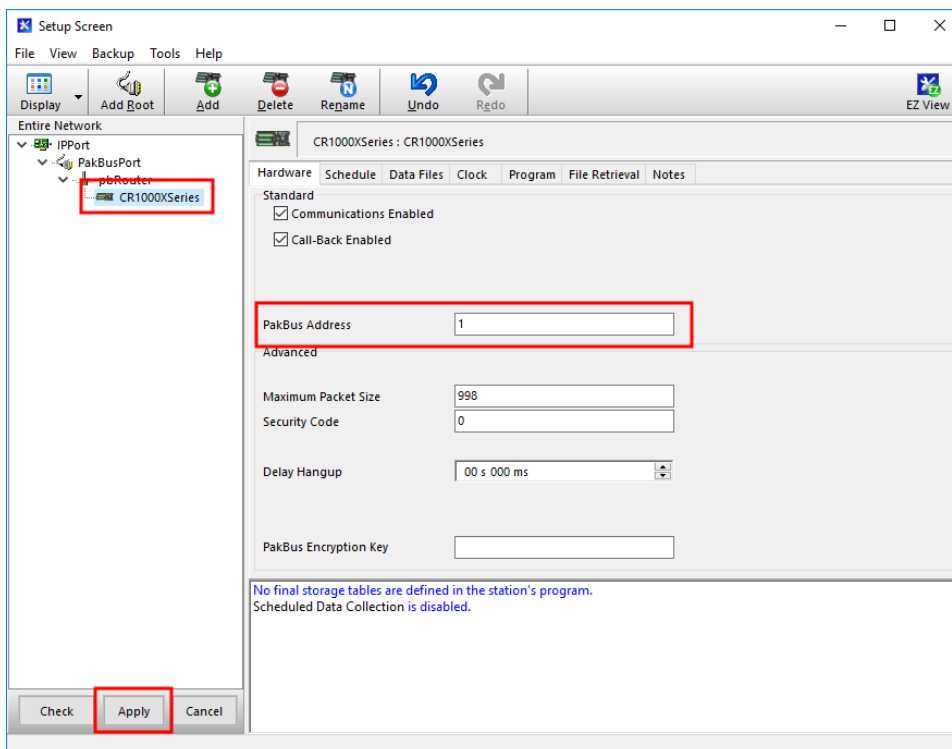 Setup Screen
File View Backup Tools Help
Display Add Root Add Delete Rename Undo Redo EZ View
Entire Network
IPPort
PakBusPort
pbRouter
CR1000XSeries
CR1000XSeries : CR1000XSeries
Hardware Schedule Data Files Clock Program File Retrieval Notes
Standard
Communications Enabled
Call-Back Enabled
PakBus Address 1
Advanced
Maximum Packet Size 998
Security Code 0
Delay Hangup 00 s 000 ms
PakBus Encryption Key
No final storage tables are defined in the station's program.
Scheduled Data Collection is disabled.
Check Apply Cancel